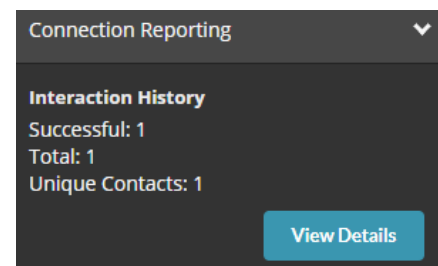 Connection Reporting
Interaction History
Successful: 1
Total: 1
Unique Contacts: 1
View Details